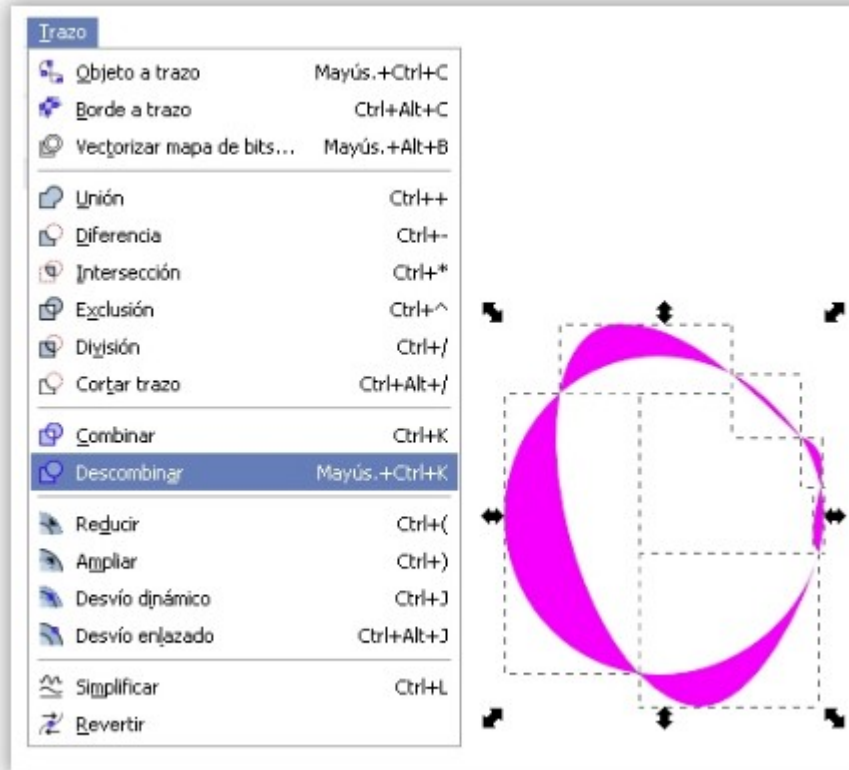 Trazo
Objeto a trazo Mayús.+Ctrl+C
Borde a trazo Ctrl+Alt+C
Vectorizar mapa de bits... Mayús.+Alt+B
Unión Ctrl++
Diferencia Ctrl+-
Intersección Ctrl+*
Exclusión Ctrl+^
División Ctrl+/
Cortar trazo Ctrl+Alt+/
Combinar Ctrl+K
Descombinar Mayús.+Ctrl+K
Reducir Ctrl+(
Ampliar Ctrl+)
Desvío dinámico Ctrl+J
Desvío enlazado Ctrl+Alt+J
Simplificar Ctrl+L
Revertir